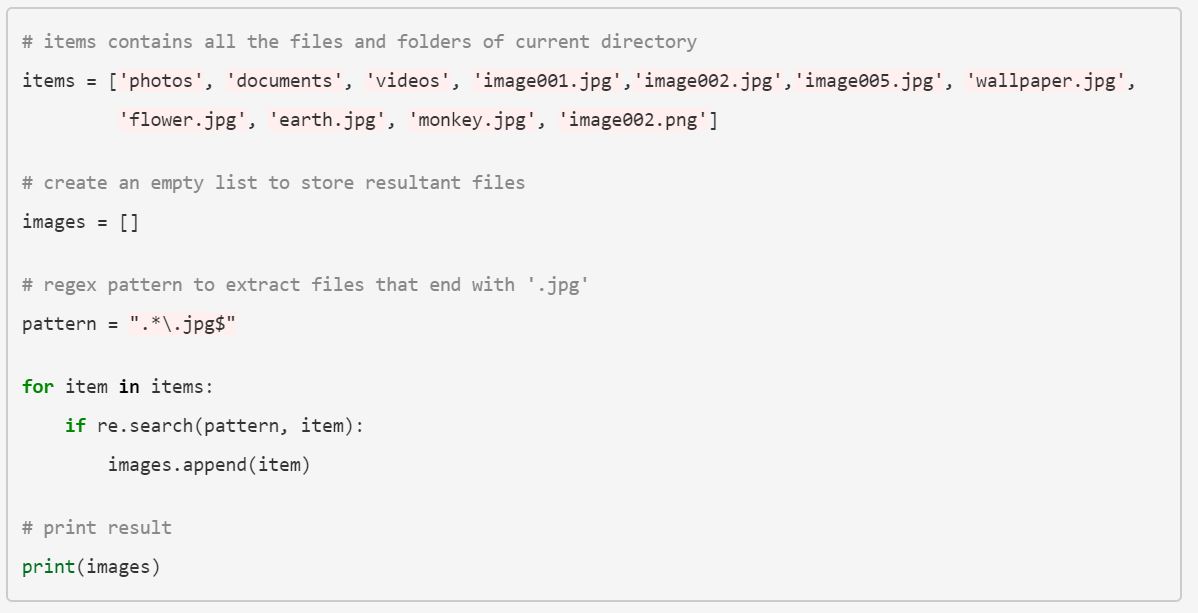 # items contains all the files and folders of current directory
items = ['photos', 'documents', 'videos', 'image001.jpg','image002.jpg','image005.jpg', 'wallpaper.jpg',
         'flower.jpg', 'earth.jpg', 'monkey.jpg', 'image002.png']
# create an empty list to store resultant files
images = []
# regex pattern to extract files that end with '.jpg'
pattern = ".*\.jpg$"
for item in items:
    if re.search(pattern, item):
        images.append(item)
# print result
print(images)